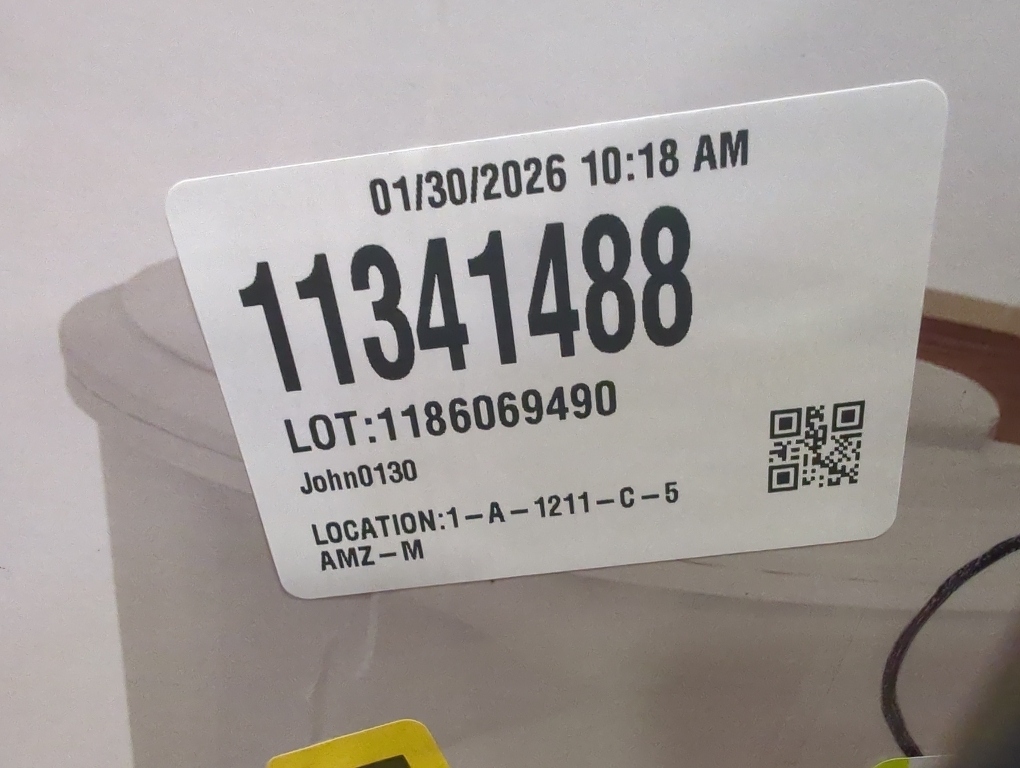 01/30/2026 10:18 AM
11341488
LOT:1186069490
John0130
LOCATION:1-A-1211-C-5
AMZ-M